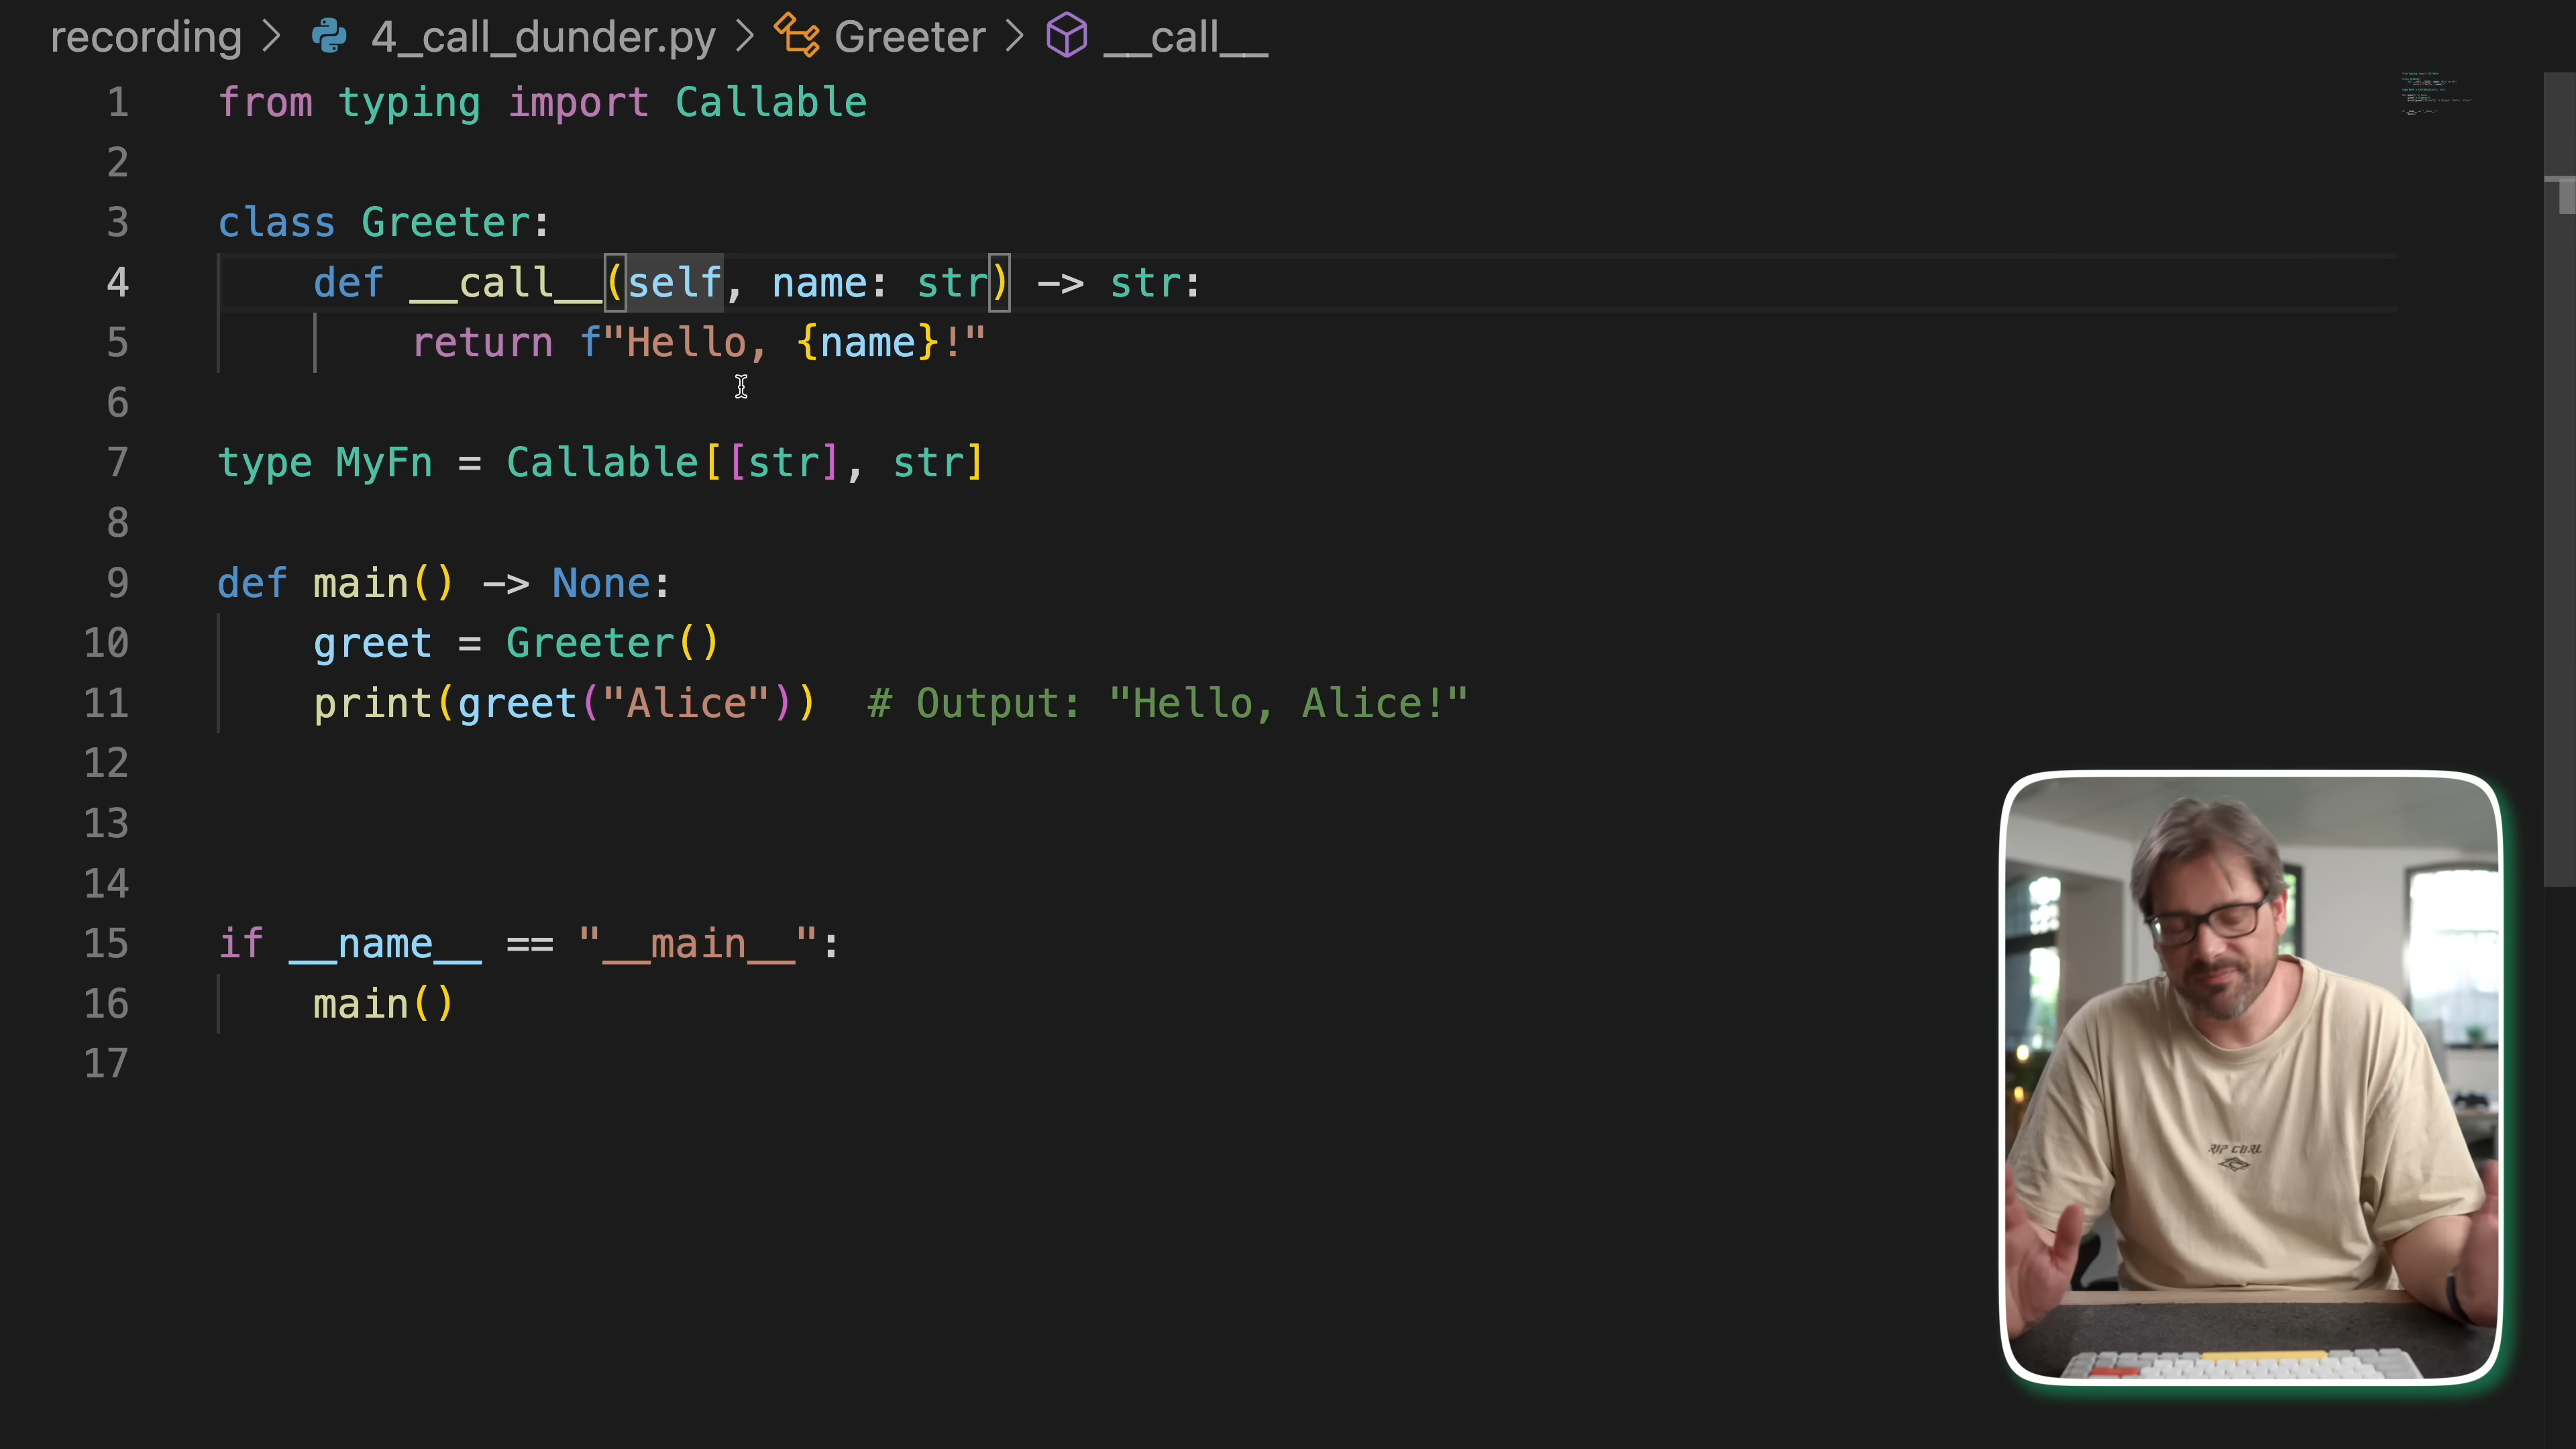 recording > 4_call_dunder.py > Greeter > __call__
1 from typing import Callable
2
3 class Greeter:
4     def __call__(self, name: str) -> str:
5         return f"Hello, {name}!"
6
7 type MyFn = Callable[[str], str]
8
9 def main() -> None:
10     greet = Greeter()
11     print(greet("Alice"))  # Output: "Hello, Alice!"
12
13
14
15 if __name__ == "__main__":
16     main()
17
RIP CURL